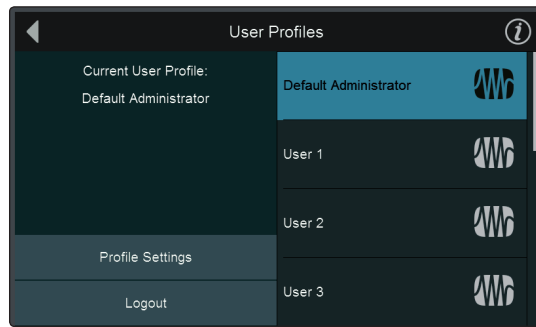 User Profiles
Current User Profile:
Default Administrator
Profile Settings
Logout
Default Administrator
User 1
User 2
User 3